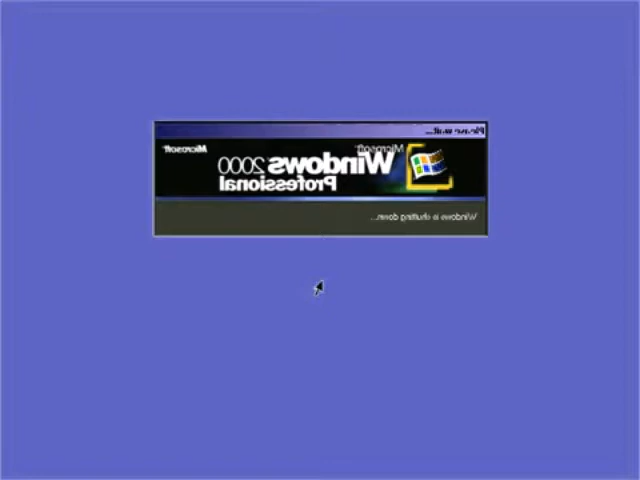 Please wait...
Microsoft
Microsoft
Windows 2000
Professional
Windows is shutting down...